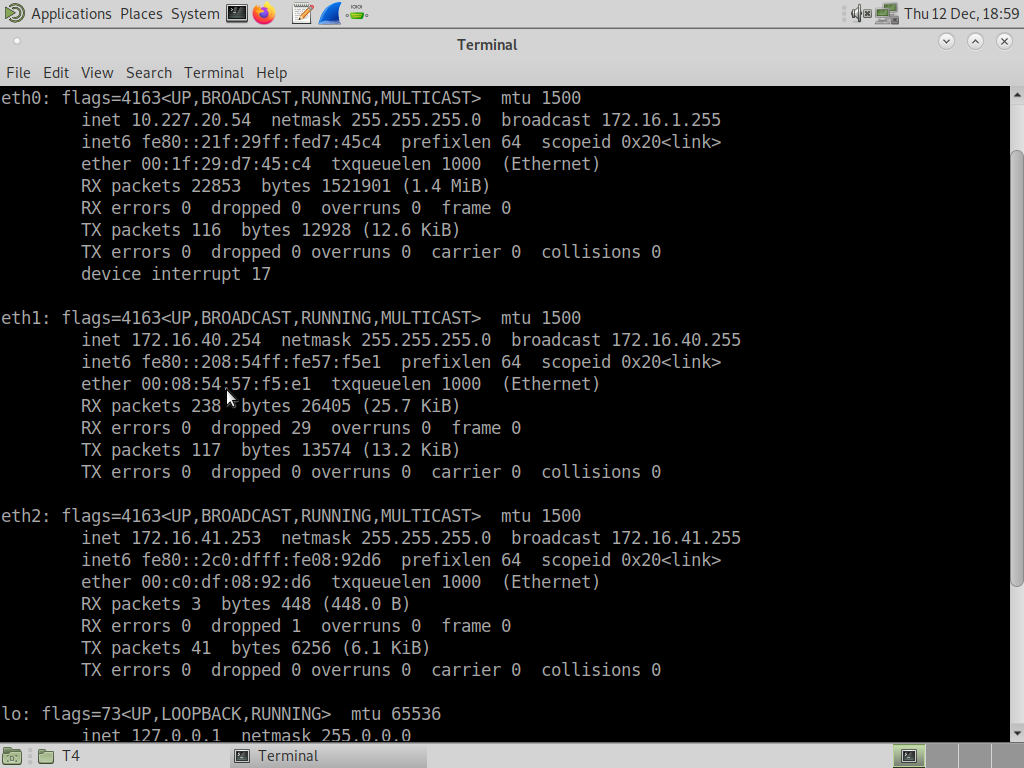 Applications Places System Thu 12 Dec, 18:59
Terminal
File Edit View Search Terminal Help
eth0: flags=4163<UP,BROADCAST,RUNNING,MULTICAST>  mtu 1500
        inet 10.227.20.54  netmask 255.255.255.0  broadcast 172.16.1.255
        inet6 fe80::21f:29ff:fed7:45c4  prefixlen 64  scopeid 0x20<link>
        ether 00:1f:29:d7:45:c4  txqueuelen 1000  (Ethernet)
        RX packets 22853  bytes 1521901 (1.4 MiB)
        RX errors 0  dropped 0  overruns 0  frame 0
        TX packets 116  bytes 12928 (12.6 KiB)
        TX errors 0  dropped 0 overruns 0  carrier 0  collisions 0
        device interrupt 17
eth1: flags=4163<UP,BROADCAST,RUNNING,MULTICAST>  mtu 1500
        inet 172.16.40.254  netmask 255.255.255.0  broadcast 172.16.40.255
        inet6 fe80::208:54ff:fe57:f5e1  prefixlen 64  scopeid 0x20<link>
        ether 00:08:54:57:f5:e1  txqueuelen 1000  (Ethernet)
        RX packets 238  bytes 26405 (25.7 KiB)
        RX errors 0  dropped 29  overruns 0  frame 0
        TX packets 117  bytes 13574 (13.2 KiB)
        TX errors 0  dropped 0 overruns 0  carrier 0  collisions 0
eth2: flags=4163<UP,BROADCAST,RUNNING,MULTICAST>  mtu 1500
        inet 172.16.41.253  netmask 255.255.255.0  broadcast 172.16.41.255
        inet6 fe80::2c0:dfff:fe08:92d6  prefixlen 64  scopeid 0x20<link>
        ether 00:c0:df:08:92:d6  txqueuelen 1000  (Ethernet)
        RX packets 3  bytes 448 (448.0 B)
        RX errors 0  dropped 1  overruns 0  frame 0
        TX packets 41  bytes 6256 (6.1 KiB)
        TX errors 0  dropped 0 overruns 0  carrier 0  collisions 0
lo: flags=73<UP,LOOPBACK,RUNNING>  mtu 65536
        inet 127.0.0.1  netmask 255.0.0.0
T4 Terminal